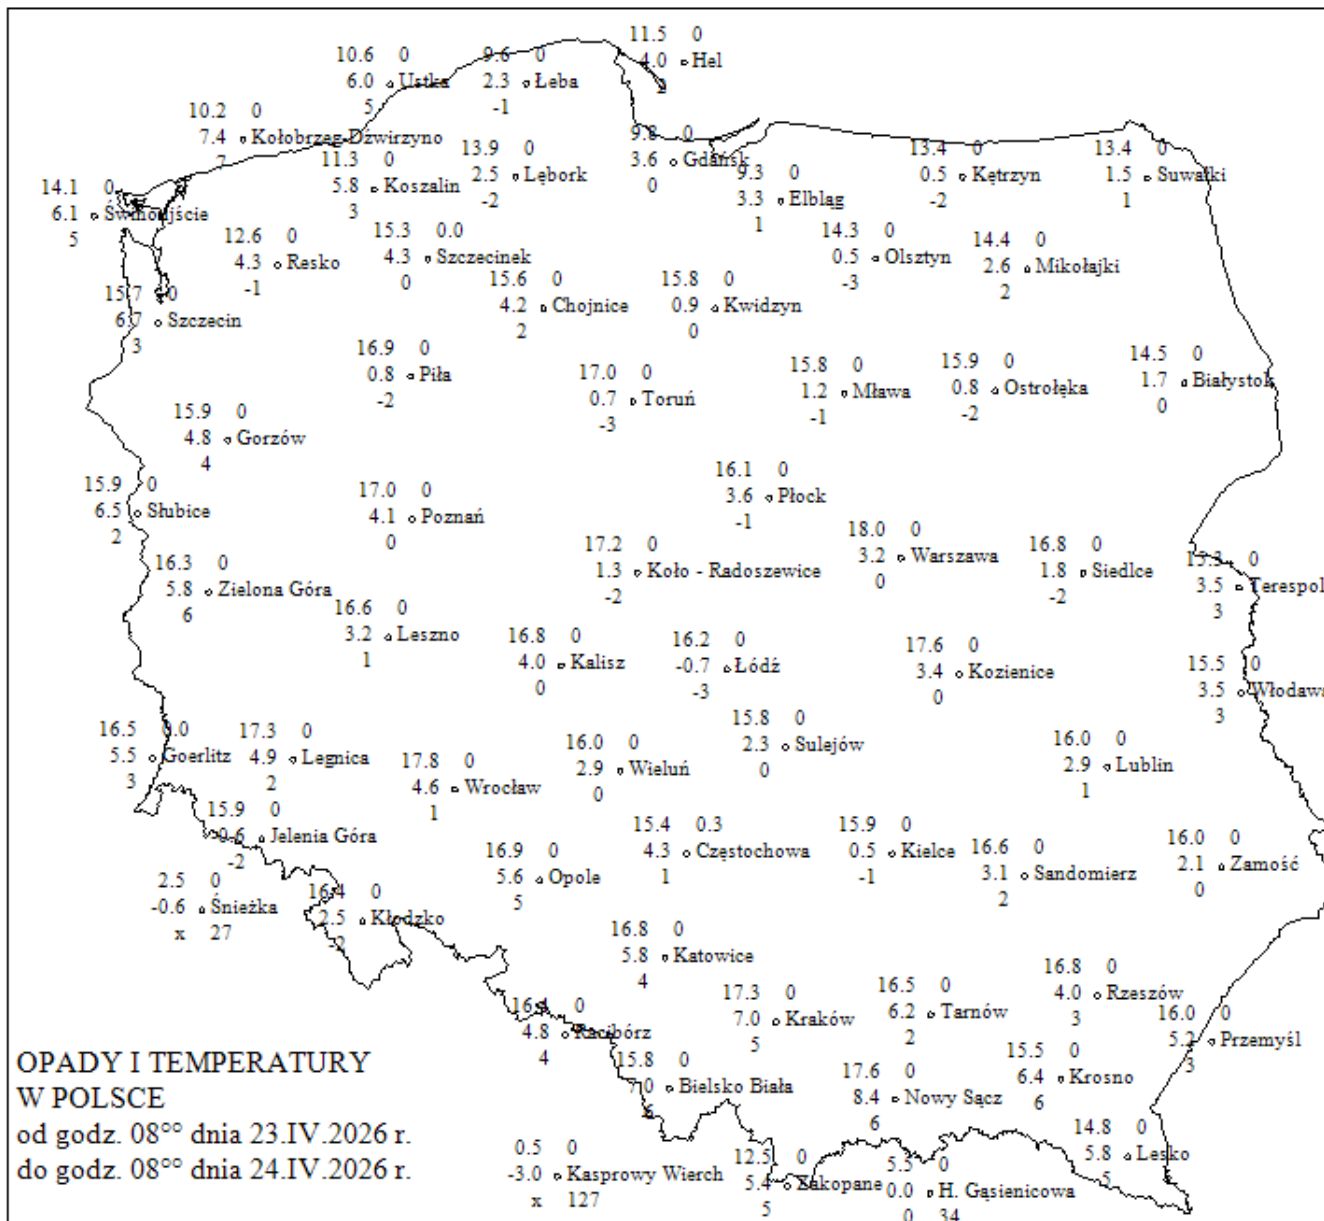 11.5 0
4.0 Hel
2
10.6 0
6.0 Ustka
5
9.6 0
2.3 Łeba
-1
10.2 0
7.4 Kołobrzeg-Dźwirzyno
7
11.3 0
5.8 Koszalin
3
13.9 0
2.5 Lębork
-2
9.8 0
3.6 Gdańsk
0
9.3 0
3.3 Elbląg
1
13.4 0
0.5 Kętrzyn
-2
13.4 0
1.5 Suwałki
1
14.1 0
6.1 Świnoujście
5
12.6 0
4.3 Resko
-1
15.3 0.0
4.3 Szczecinek
0
14.3 0
0.5 Olsztyn
-3
14.4 0
2.6 Mikołajki
2
15.7 0
6.7 Szczecin
3
15.6 0
4.2 Chojnice
2
15.8 0
0.9 Kwidzyn
0
16.9 0
0.8 Piła
-2
17.0 0
0.7 Toruń
-3
15.8 0
1.2 Mława
-1
15.9 0
0.8 Ostrołęka
-2
14.5 0
1.7 Białystok
0
15.9 0
4.8 Gorzów
4
15.9 0
6.5 Słubice
2
17.0 0
4.1 Poznań
0
16.1 0
3.6 Płock
-1
17.2 0
1.3 Koło - Radoszewice
-2
18.0 0
3.2 Warszawa
0
16.8 0
1.8 Siedlce
-2
15.3 0
3.5 Terespol
3
16.3 0
5.8 Zielona Góra
6
16.6 0
3.2 Leszno
1
16.8 0
4.0 Kalisz
0
16.2 0
-0.7 Łódź
-3
17.6 0
3.4 Kozienice
0
15.5 0
3.5 Włodawa
3
16.5 0.0
5.5 Goerlitz
3
17.3 0
4.9 Legnica
2
17.8 0
4.6 Wrocław
1
16.0 0
2.9 Wieluń
0
15.8 0
2.3 Sulejów
0
16.0 0
2.9 Lublin
1
15.9 0
-0.6 Jelenia Góra
-2
16.9 0
5.6 Opole
5
15.4 0.3
4.3 Częstochowa
1
15.9 0
0.5 Kielce
-1
16.6 0
3.1 Sandomierz
2
16.0 0
2.1 Zamość
0
2.5 0
-0.6 Śnieżka
x 27
16.4 0
2.5 Kłodzko
-2
16.8 0
5.8 Katowice
4
16.4 0
4.8 Racibórz
4
17.3 0
7.0 Kraków
5
16.5 0
6.2 Tarnów
2
16.8 0
4.0 Rzeszów
3
16.0 0
5.2 Przemyśl
3
15.8 0
7.0 Bielsko Biała
6
17.6 0
8.4 Nowy Sącz
6
15.5 0
6.4 Krosno
6
14.8 0
5.8 Lesko
5
0.5 0
-3.0 Kasprowy Wierch
x 127
12.5 0
5.4 Zakopane
5
5.5 0
0.0 H. Gąsienicowa
0 34
OPADY I TEMPERATURY
W POLSCE
od godz. 08°° dnia 23.IV.2026 r.
do godz. 08°° dnia 24.IV.2026 r.